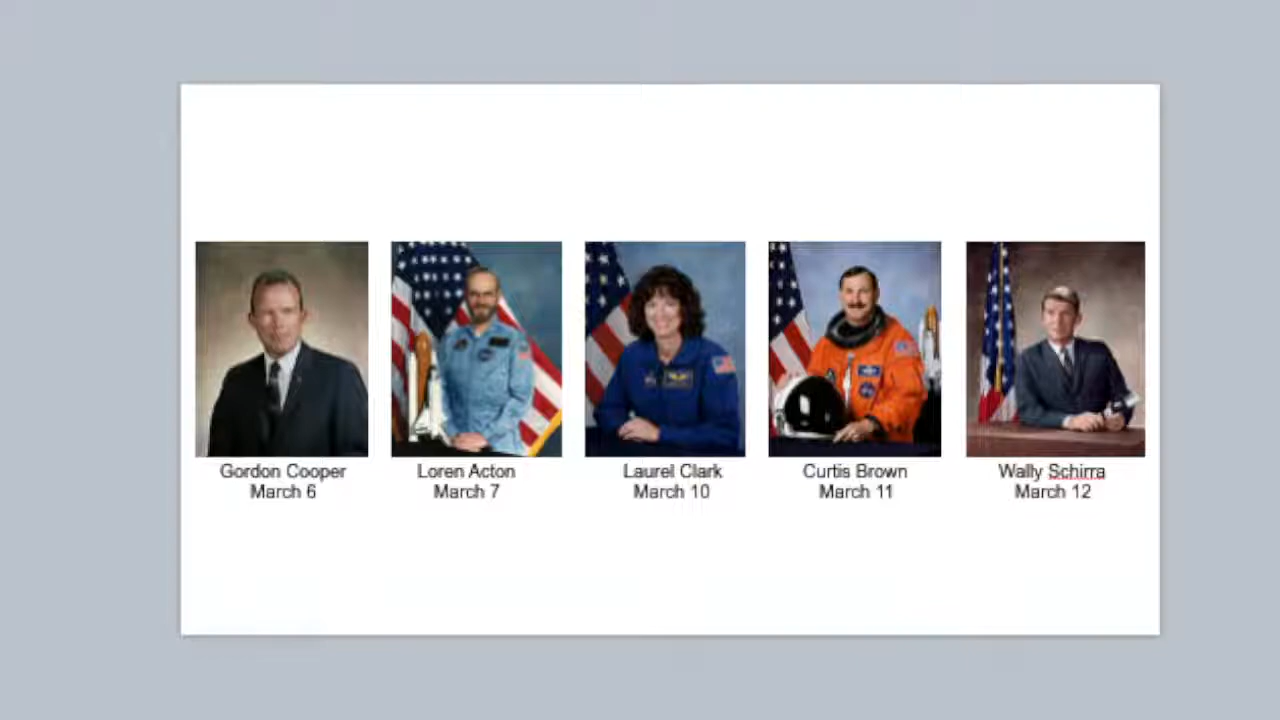 Gordon Cooper
March 6
Loren Acton
March 7
Laurel Clark
March 10
Curtis Brown
March 11
Wally Schirra
March 12